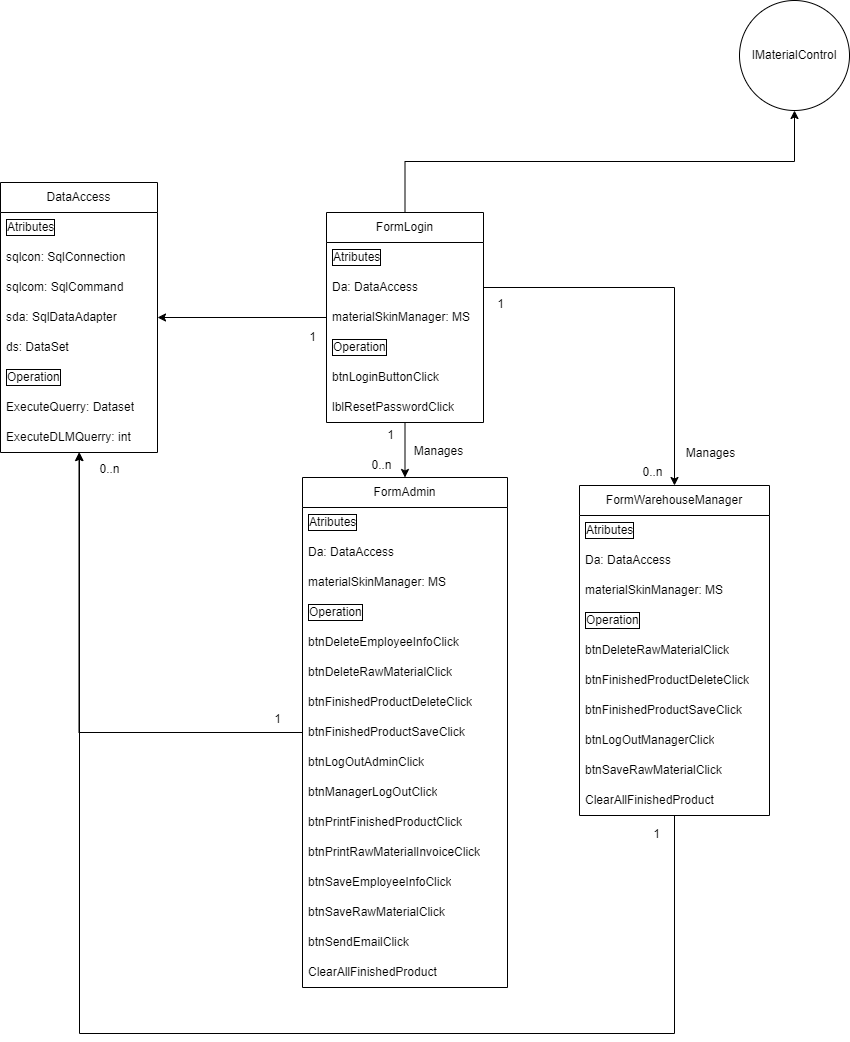 IMaterialControl
DataAccess
Atributes
sqlcon: SqlConnection
sqlcom: SqlCommand
sda: SqlDataAdapter
ds: DataSet
Operation
ExecuteQuerry: Dataset
ExecuteDLMQuerry: int
0..n
FormLogin
Atributes
Da: DataAccess
materialSkinManager: MS
Operation
btnLoginButtonClick
lblResetPasswordClick
1
1
1
Manages
0..n
Manages
0..n
FormAdmin
Atributes
Da: DataAccess
materialSkinManager: MS
Operation
btnDeleteEmployeeInfoClick
btnDeleteRawMaterialClick
btnFinishedProductDeleteClick
btnFinishedProductSaveClick
btnLogOutAdminClick
btnManagerLogOutClick
btnPrintFinishedProductClick
btnPrintRawMaterialInvoiceClick
btnSaveEmployeeInfoClick
btnSaveRawMaterialClick
btnSendEmailClick
ClearAllFinishedProduct
1
FormWarehouseManager
Atributes
Da: DataAccess
materialSkinManager: MS
Operation
btnDeleteRawMaterialClick
btnFinishedProductDeleteClick
btnFinishedProductSaveClick
btnLogOutManagerClick
btnSaveRawMaterialClick
ClearAllFinishedProduct
1